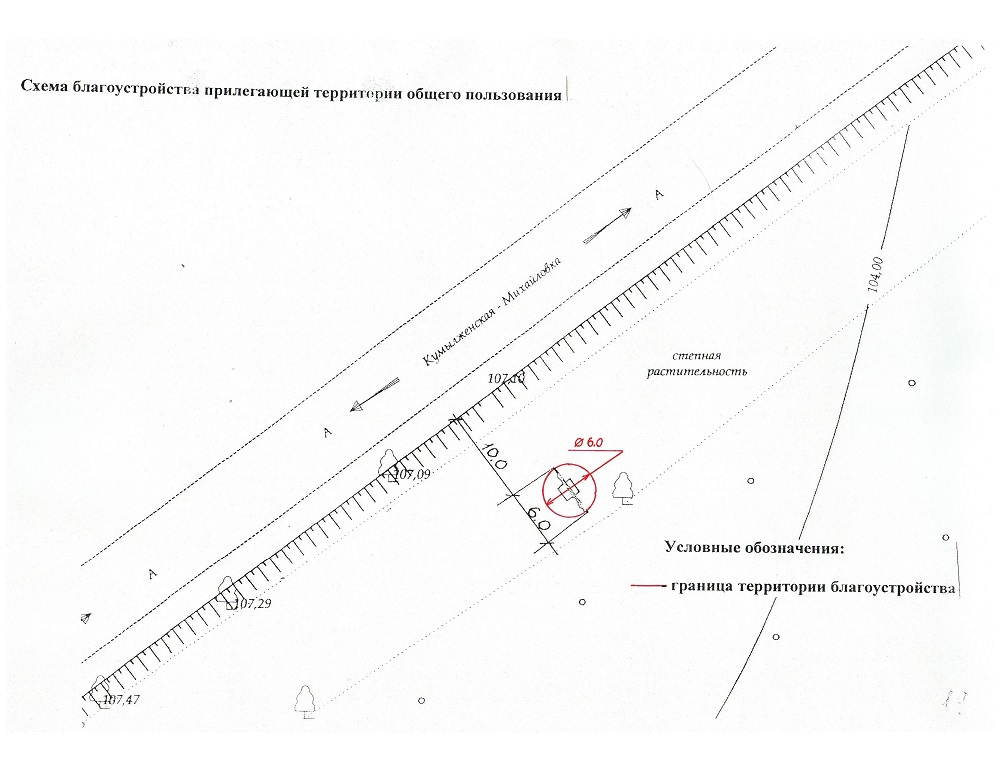 Схема благоустройства прилегающей территории общего пользования
А
Кумылженская - Михайловка
104,00
степная
растительность
107,10
А
10.0
ø 6.0
107,09
6.0
Условные обозначения:
А
граница территории благоустройства
107,29
107,47